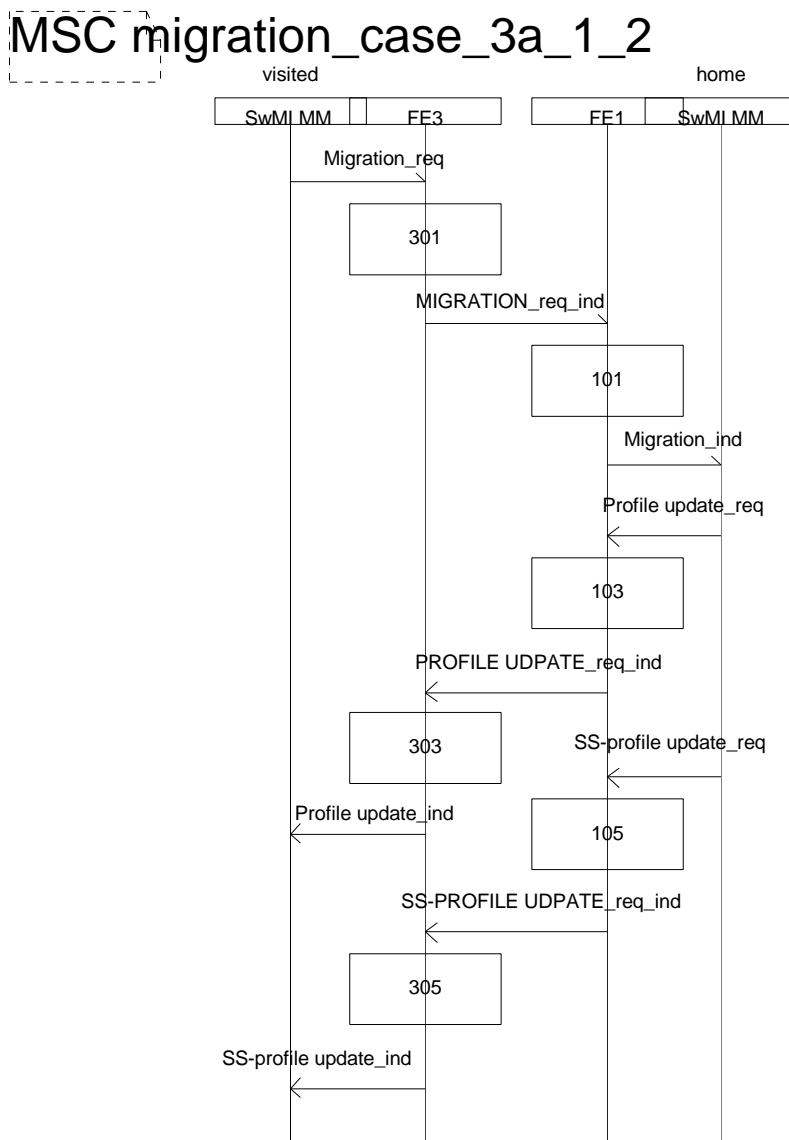 MSC migration_case_3a_1_2
visited home
SwMI MM FE3 FE1 SwMI MM
Migration_req
301
MIGRATION_req_ind
101
Migration_ind
Profile update_req
103
PROFILE UDPATE_req_ind
303
SS-profile update_req
Profile update_ind
105
SS-PROFILE UDPATE_req_ind
305
SS-profile update_ind